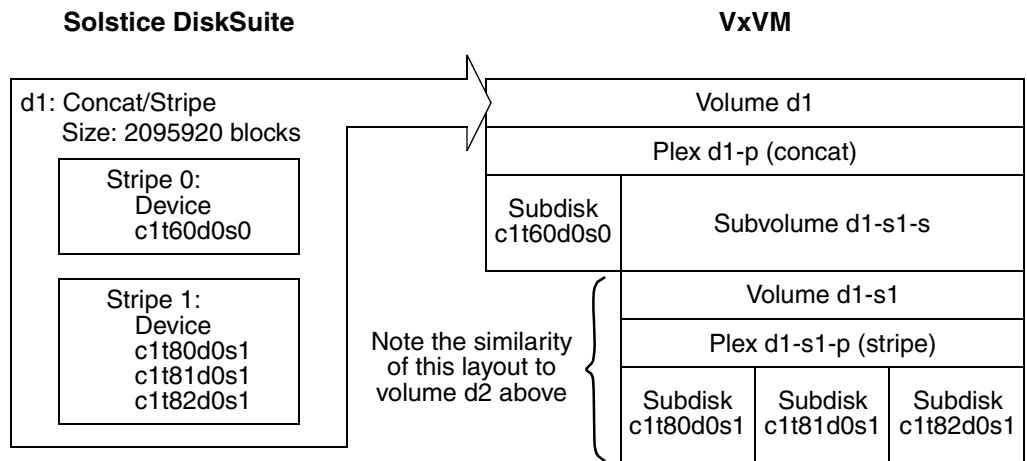 Solstice DiskSuite
VxVM
d1: Concat/Stripe
Size: 2095920 blocks
Stripe 0:
Device
c1t60d0s0
Stripe 1:
Device
c1t80d0s1
c1t81d0s1
c1t82d0s1
Volume d1
Plex d1-p (concat)
Subdisk
c1t60d0s0
Subvolume d1-s1-s
Volume d1-s1
Plex d1-s1-p (stripe)
Note the similarity
of this layout to
volume d2 above
Subdisk
c1t80d0s1
Subdisk
c1t81d0s1
Subdisk
c1t82d0s1